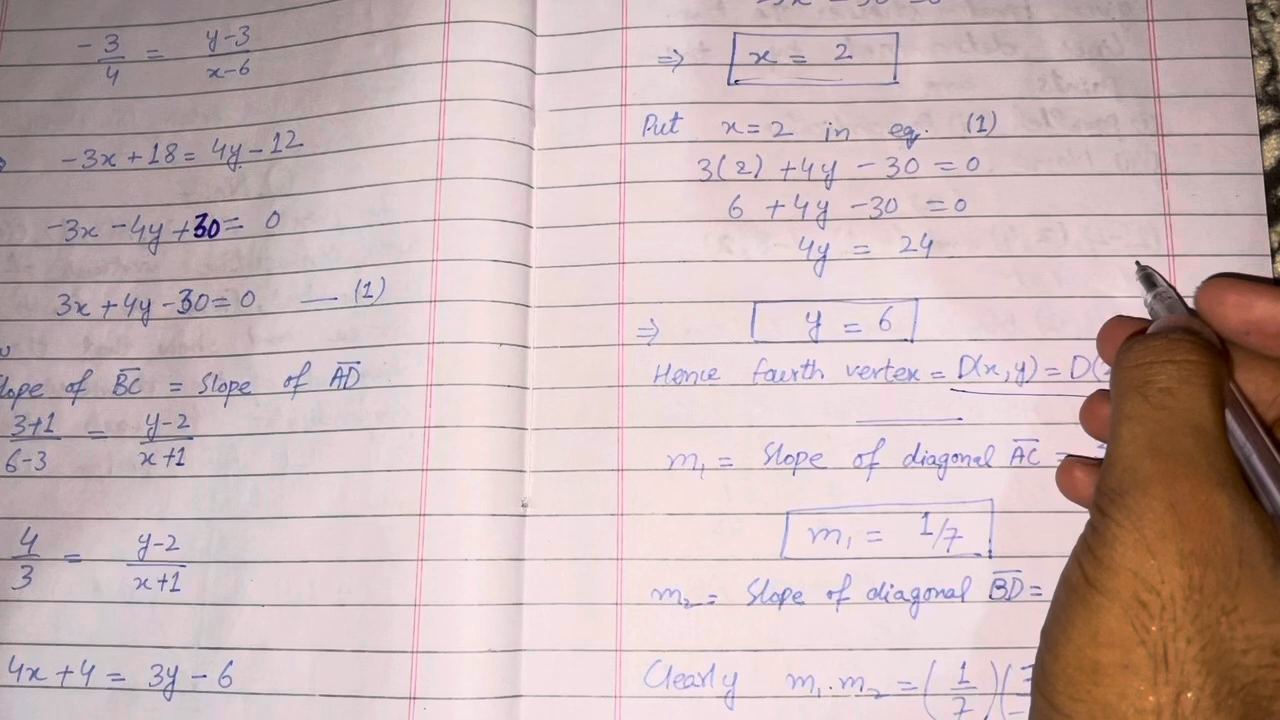 -3/4 = y-3/x-6
-3x + 18 = 4y - 12
-3x - 4y + 30 = 0
3x + 4y - 30 = 0 — (1)
lope of BC = Slope of AD
3+1/6-3 = y-2/x+1
4/3 = y-2/x+1
4x + 4 = 3y - 6
⇒ x = 2
Put x = 2 in eq. (1)
3(2) + 4y - 30 = 0
6 + 4y - 30 = 0
4y = 24
⇒ y = 6
Hence fourth vertex = D(x, y) = D(
m₁ = Slope of diagonal AC =
m₁ = 1/7
m₂ = Slope of diagonal BD =
Clearly m₁ . m₂ = (1/7)(